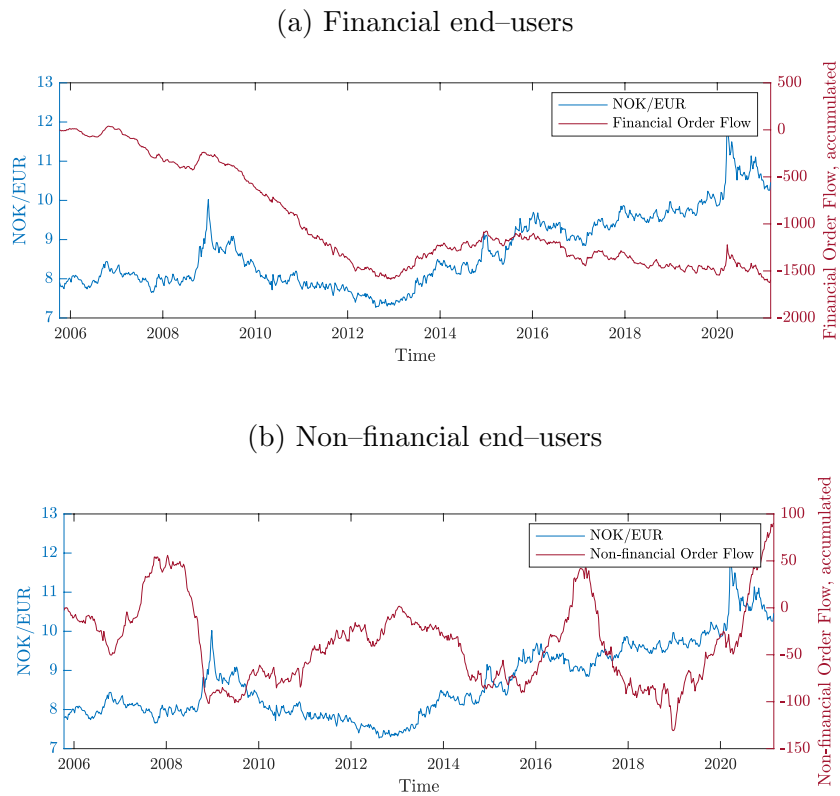 (a) Financial end–users
13
12
11
10
9
8
7
NOK/EUR
500
0
-500
-1000
-1500
-2000
Financial Order Flow, accumulated
NOK/EUR
Financial Order Flow
2006 2008 2010 2012 2014 2016 2018 2020
Time
(b) Non–financial end–users
13
12
11
10
9
8
7
NOK/EUR
100
50
0
-50
-100
-150
Non-financial Order Flow, accumulated
NOK/EUR
Non-financial Order Flow
2006 2008 2010 2012 2014 2016 2018 2020
Time